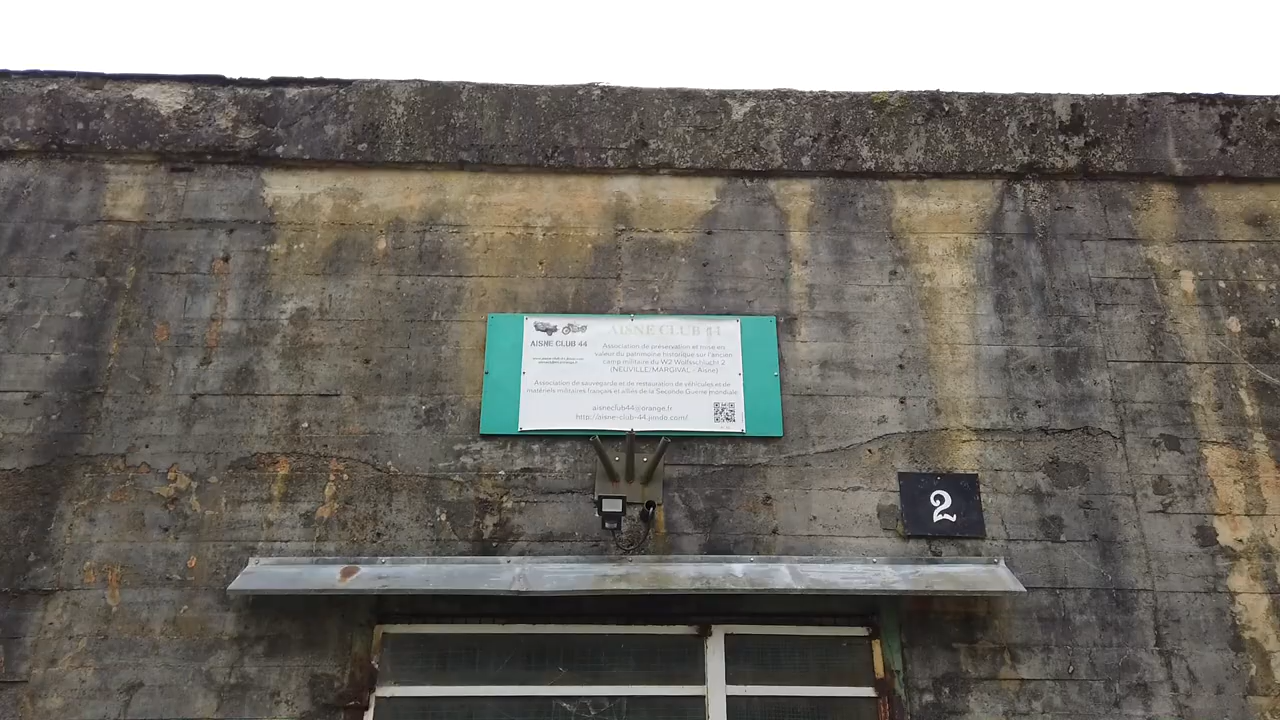 AISNE CLUB 44
AISNE CLUB 44
Association de préservation et mise en
valeur du patrimoine historique sur l'ancien
camp militaire du W2 Wolfsschlucht 2
(NEUVILLE/MARGIVAL - Aisne)
Association de sauvegarde et de restauration de véhicules et de
matériels militaires français et alliés de la Seconde Guerre mondiale
aisneclub44@orange.fr
http://aisne-club-44.jimdo.com/
2